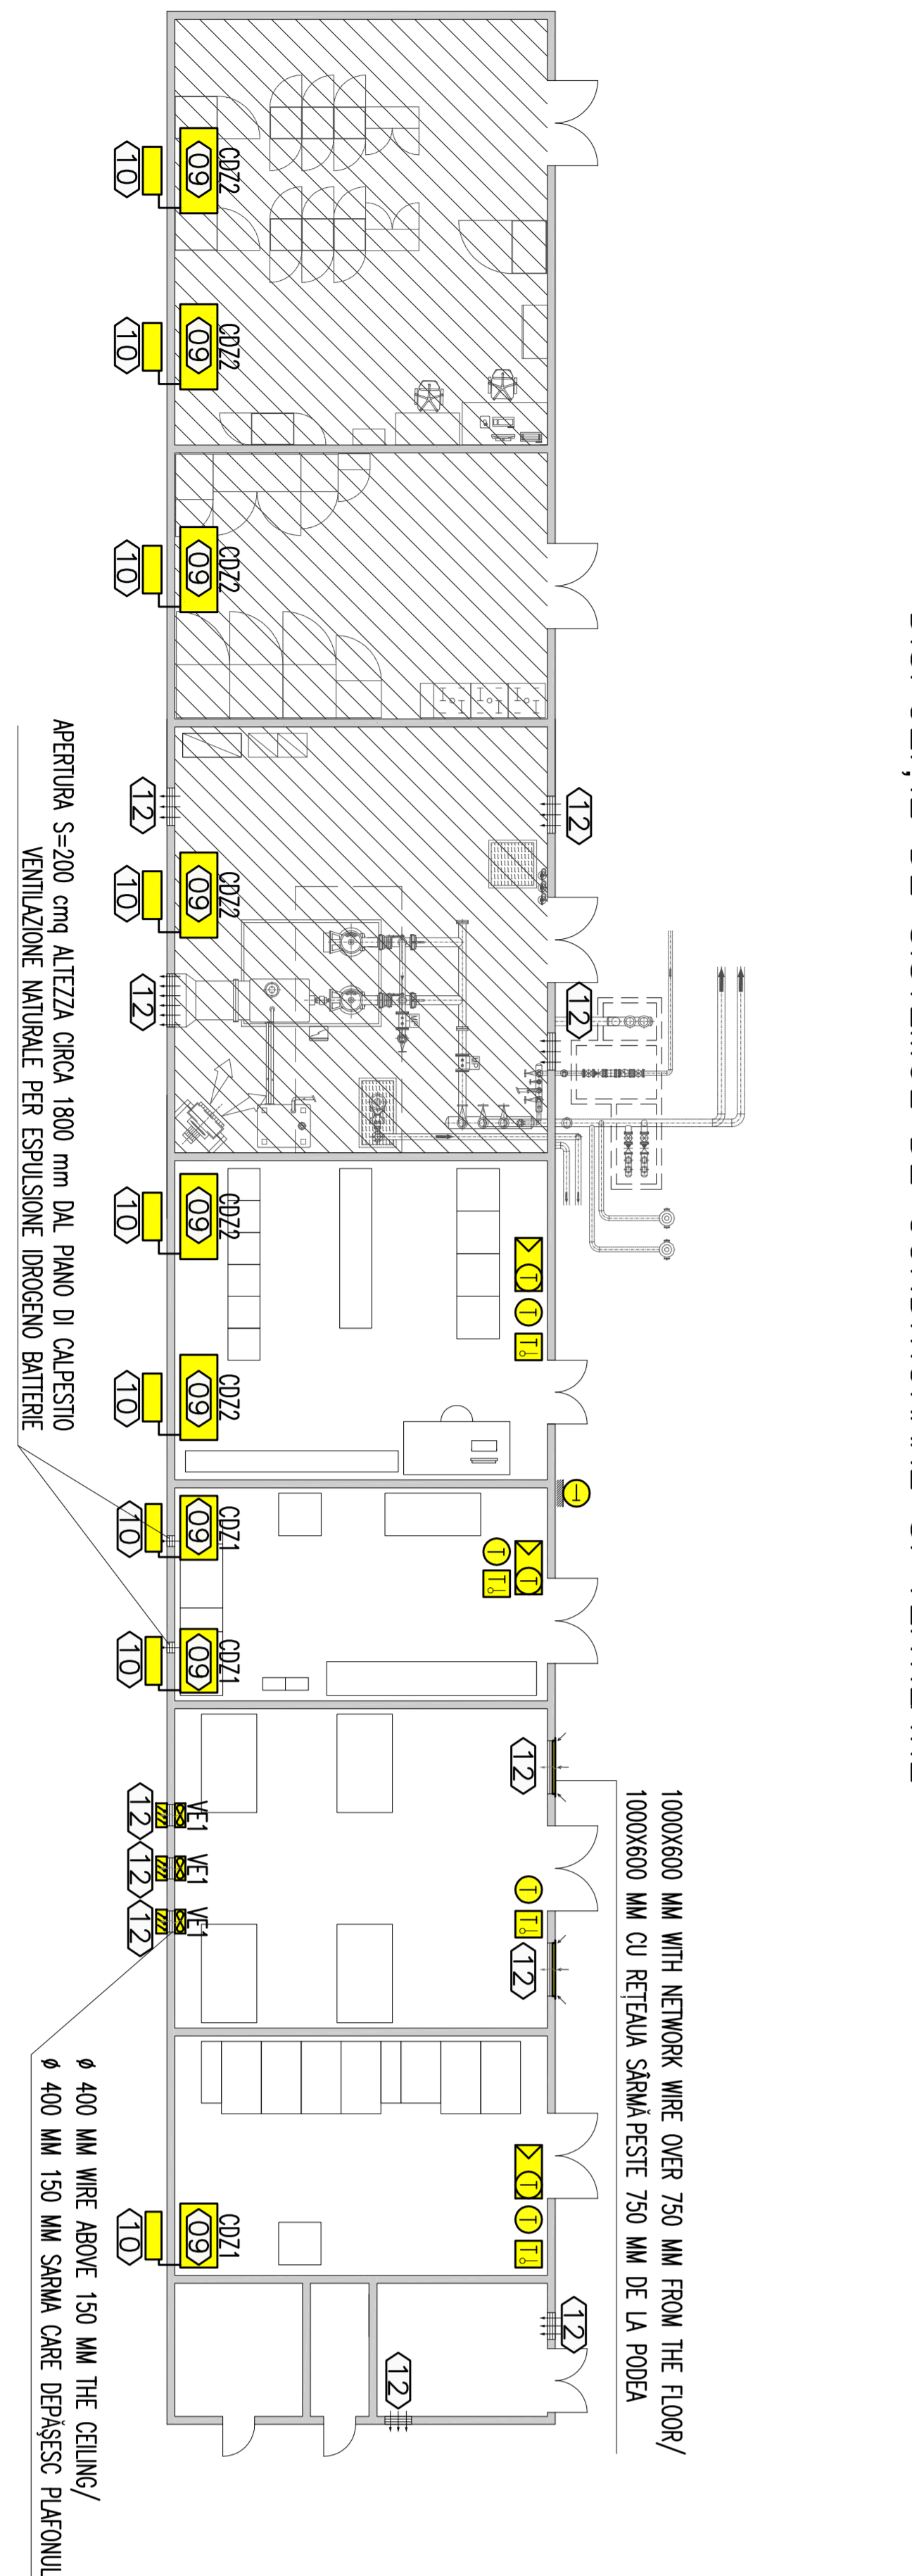 1000X600 MM WITH NETWORK WIRE OVER 750 MM FROM THE FLOOR/
1000X600 MM CU REȚEAUA SÂRMĂ PESTE 750 MM DE LA PODEA
12
12
12
T
T
T
T
T
T
T
12
T
T
12
T
T
T
12
CDZ2
CDZ2
CDZ2
CDZ2
CDZ2
CDZ2
CDZ1
CDZ1
CDZ1
09
09
09
09
09
09
09
09
09
VE1
VE1
VE1
12
12
12
12
12
10
10
10
10
10
10
10
10
10
APERTURA S=200 cmq ALTEZZA CIRCA 1800 mm DAL PIANO DI CALPESTIO
VENTILAZIONE NATURALE PER ESPULSIONE IDROGENO BATTERIE
Ø 400 MM WIRE ABOVE 150 MM THE CEILING/
Ø 400 MM 150 MM SARMA CARE DEPĂȘESC PLAFONUL